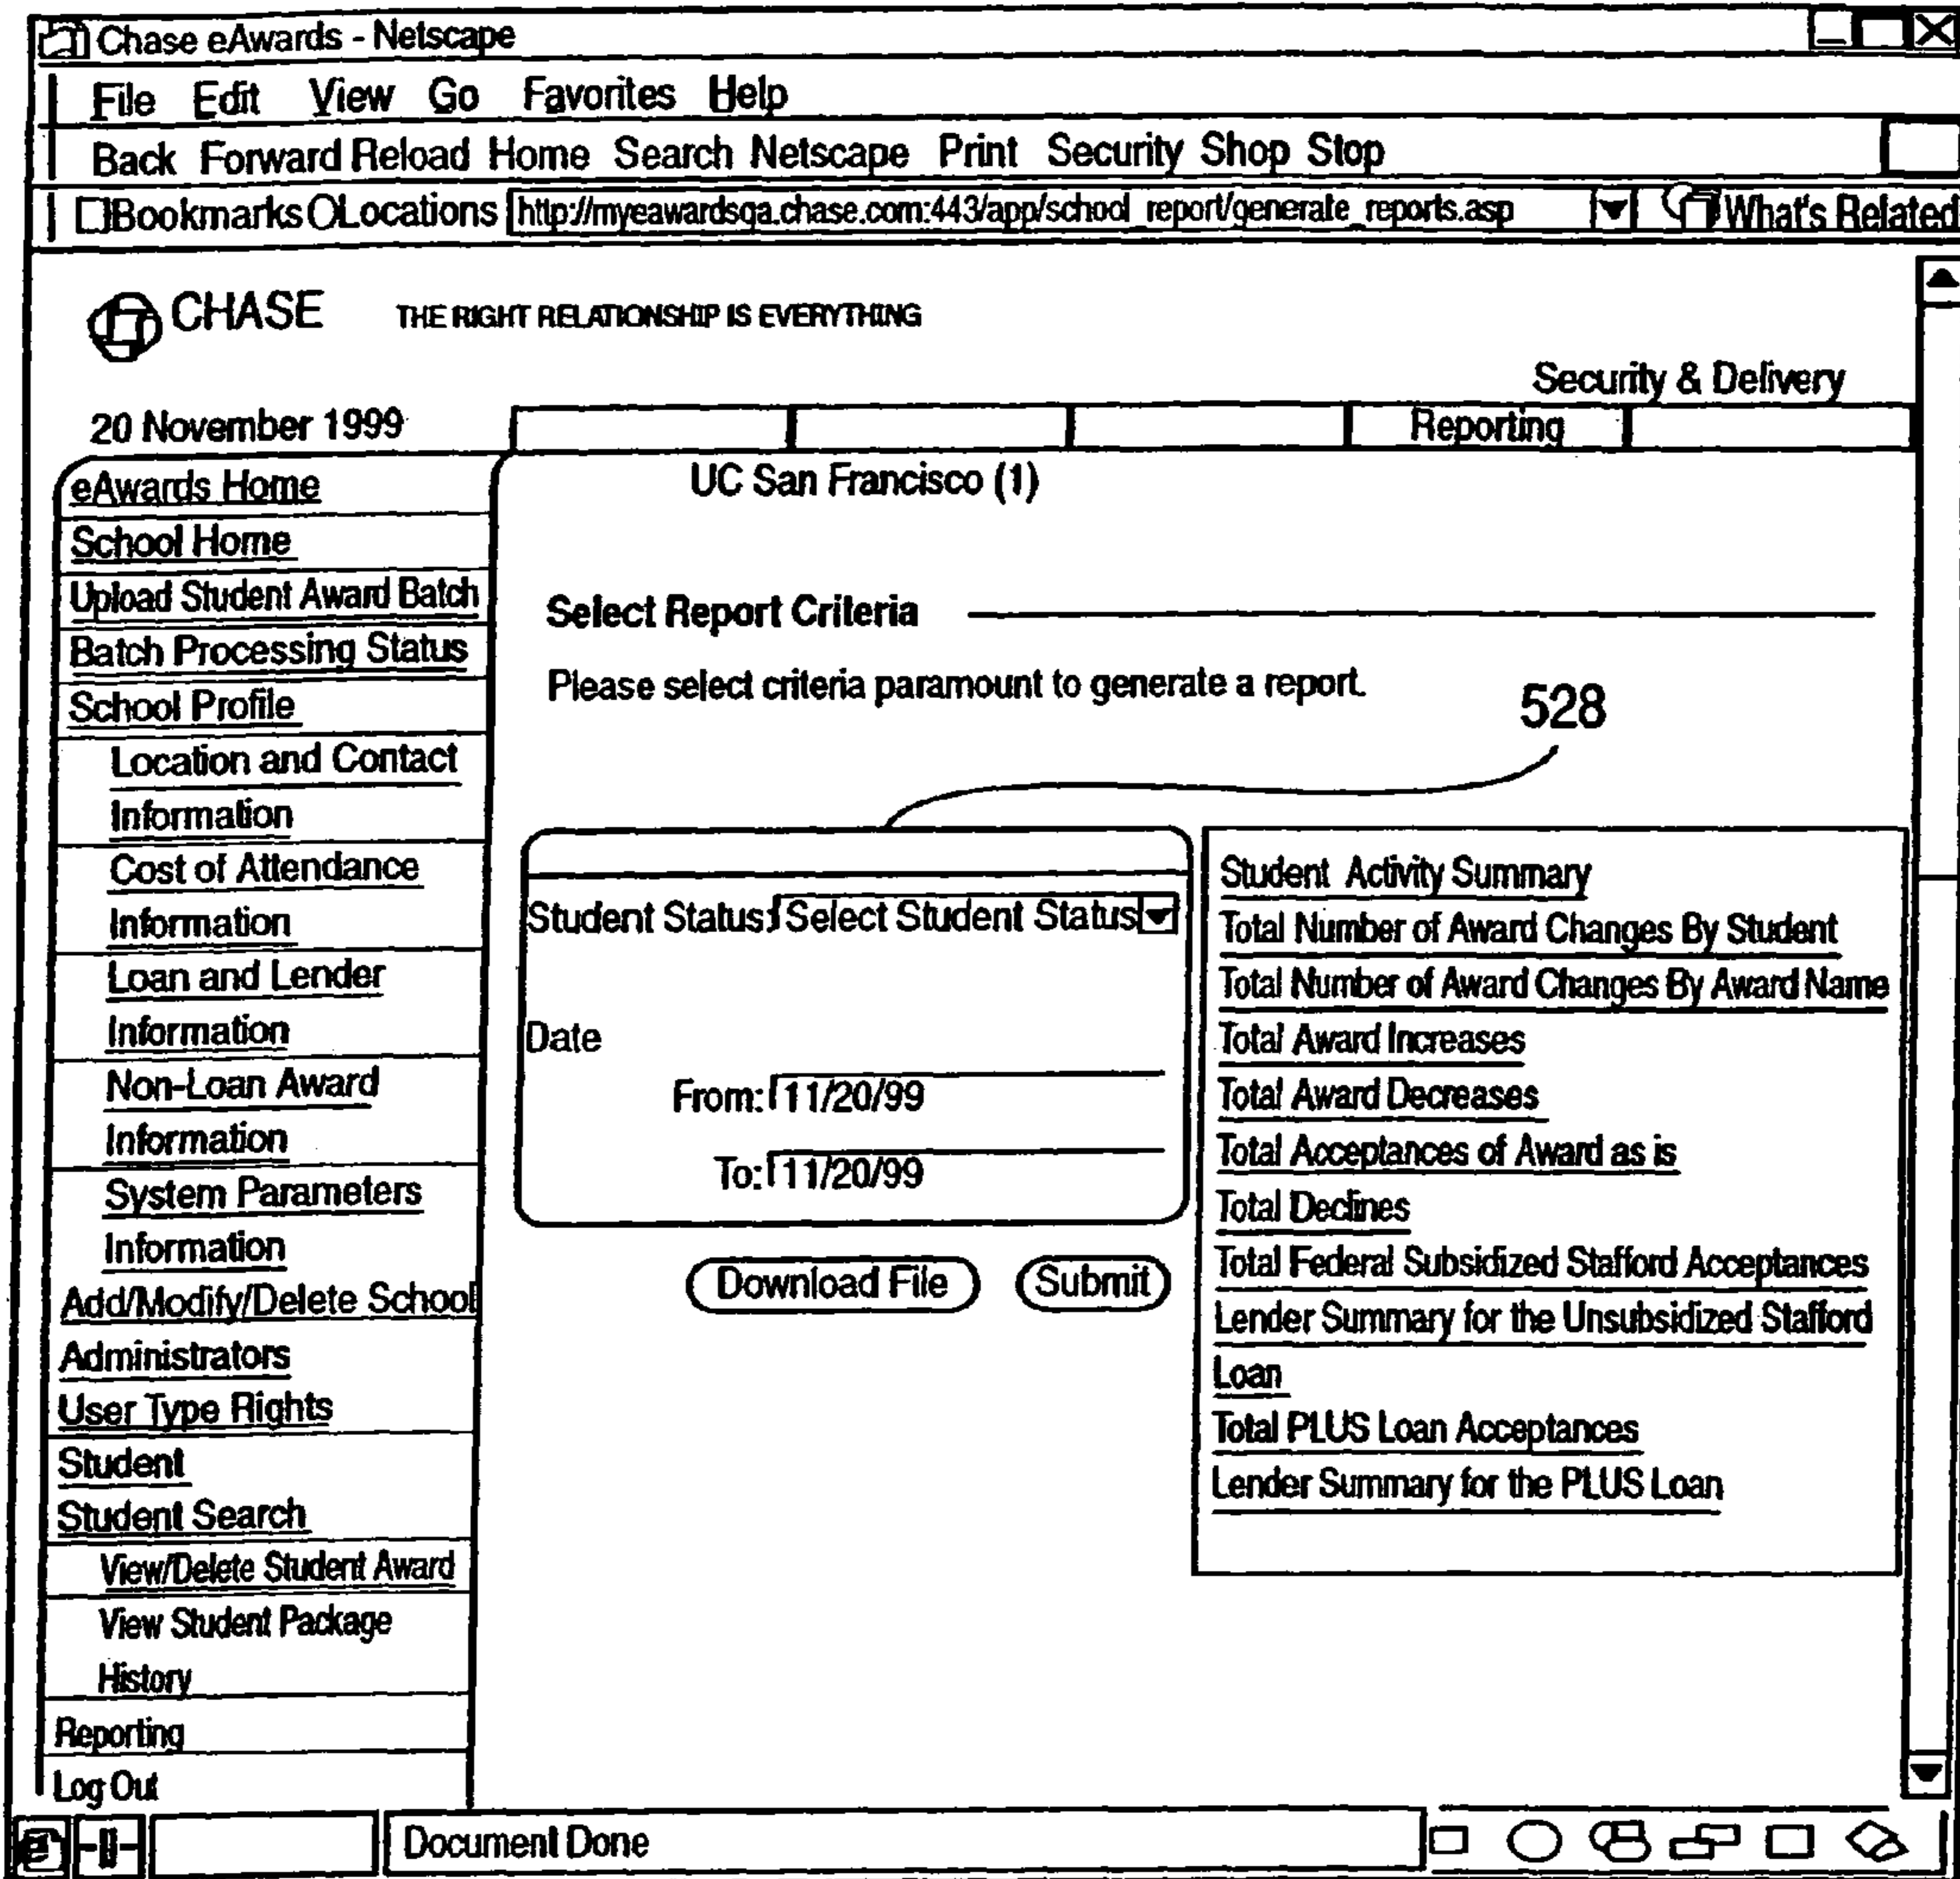 Chase eAwards - Netscape
File Edit View Go Favorites Help
Back Forward Reload Home Search Netscape Print Security Shop Stop
Bookmarks Locations http://myeawardsqa.chase.com:443/app/school_report/generate_reports.asp What's Related
CHASE THE RIGHT RELATIONSHIP IS EVERYTHING
Security & Delivery
20 November 1999
Reporting
eAwards Home
School Home
Upload Student Award Batch
Batch Processing Status
School Profile
Location and Contact
Information
Cost of Attendance
Information
Loan and Lender
Information
Non-Loan Award
Information
System Parameters
Information
Add/Modify/Delete School
Administrators
User Type Rights
Student
Student Search
View/Delete Student Award
View Student Package
History
Reporting
Log Out
UC San Francisco (1)
Select Report Criteria
Please select criteria paramount to generate a report.
528
Student Status: Select Student Status
Date
From: 11/20/99
To: 11/20/99
Download File Submit
Student Activity Summary
Total Number of Award Changes By Student
Total Number of Award Changes By Award Name
Total Award Increases
Total Award Decreases
Total Acceptances of Award as is
Total Declines
Total Federal Subsidized Stafford Acceptances
Lender Summary for the Unsubsidized Stafford
Loan
Total PLUS Loan Acceptances
Lender Summary for the PLUS Loan
Document Done